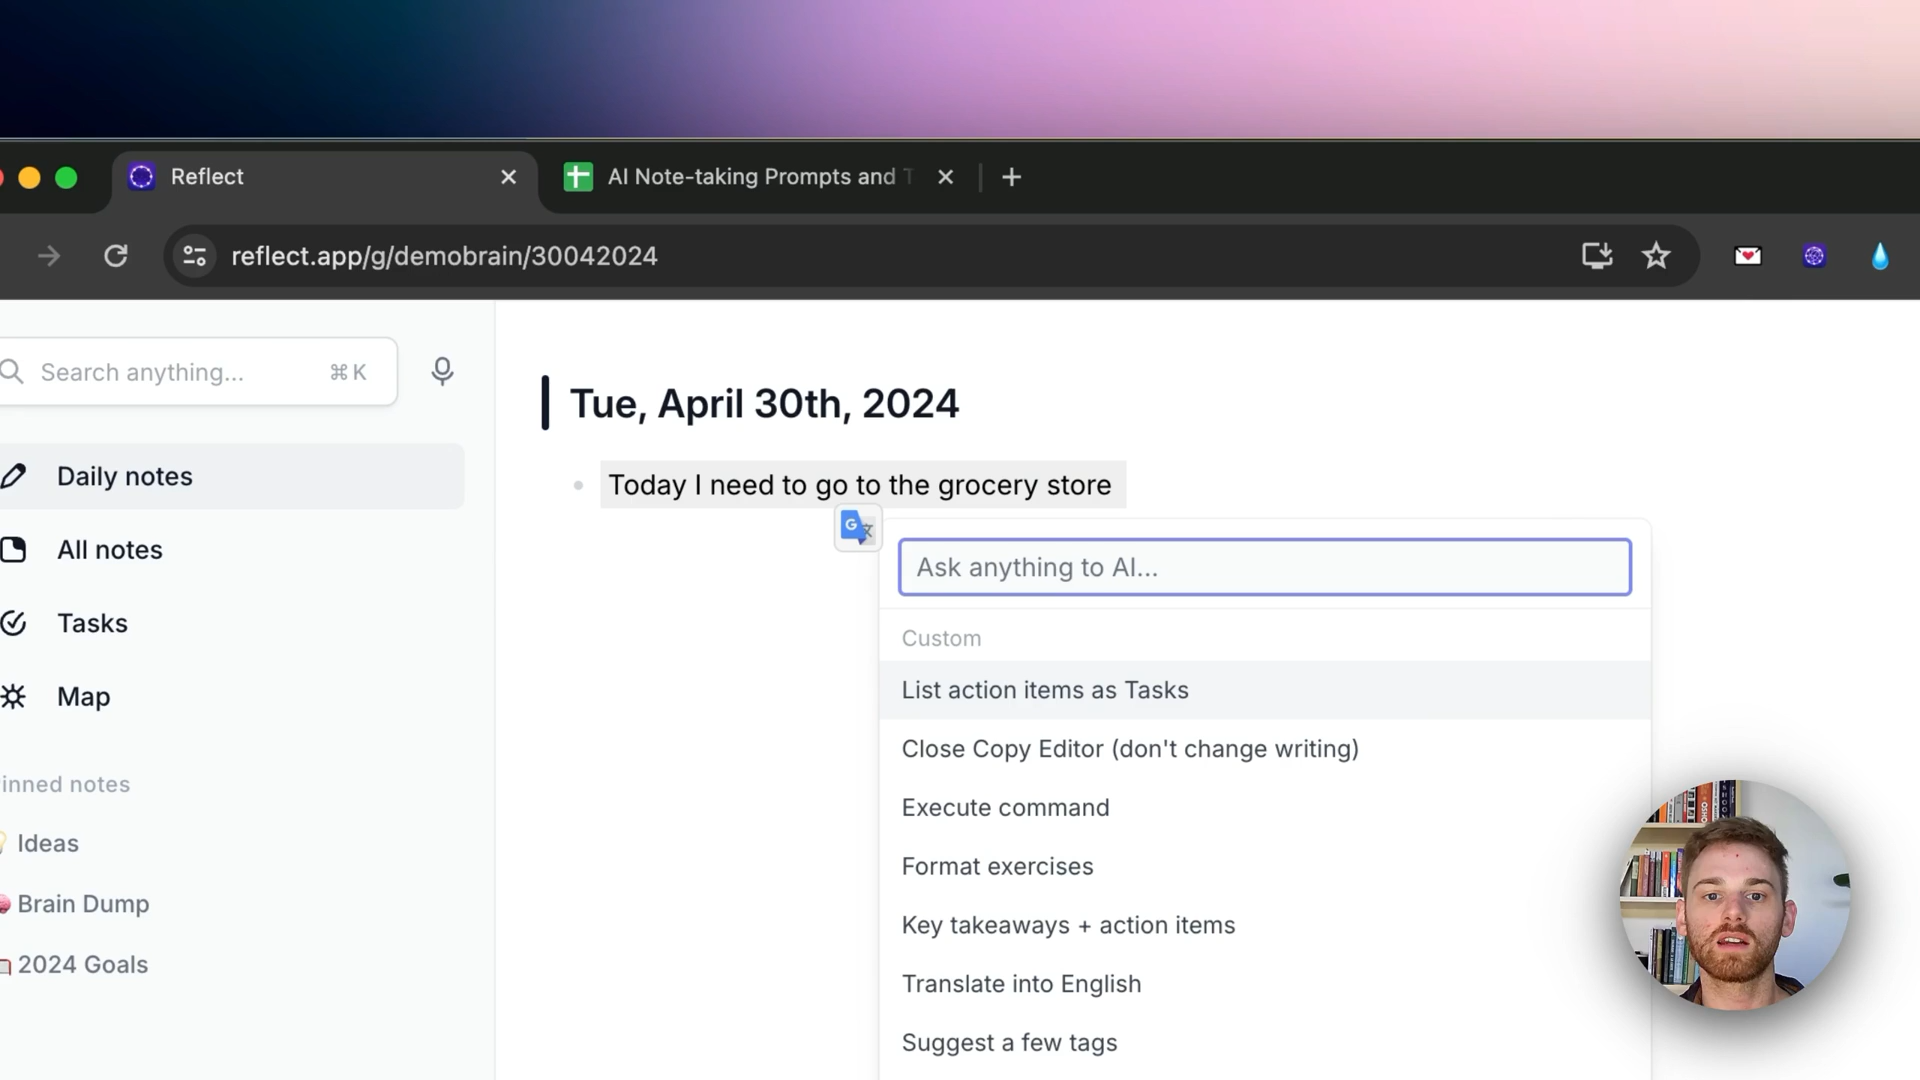 Reflect
AI Note-taking Prompts and T
reflect.app/g/demobrain/30042024
Search anything... ⌘ K
Daily notes
All notes
Tasks
Map
inned notes
Ideas
Brain Dump
2024 Goals
Tue, April 30th, 2024
Today I need to go to the grocery store
Ask anything to AI...
Custom
List action items as Tasks
Close Copy Editor (don't change writing)
Execute command
Format exercises
Key takeaways + action items
Translate into English
Suggest a few tags